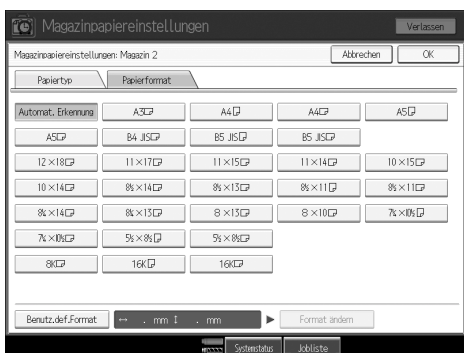 Magazinpapiereinstellungen
Verlassen
Magazinpapiereinstellungen: Magazin 2
Abbrechen
OK
Papiertyp
Papierformat
Automat. Erkennung
A3
A4
A4
A5
A5
B4 JIS
B5 JIS
B5 JIS
12×18
11×17
11×15
11×14
10×15
10×14
8½×14
8½×13
8½×11
8½×11
8¼×14
8¼×13
8×13
8×10
7¼×10½
7¼×10½
5½×8½
5½×8½
8K
16K
16K
Benutz.def.Format
↔ . mm ↕ . mm
▶
Format ändern
Systemstatus
Jobliste